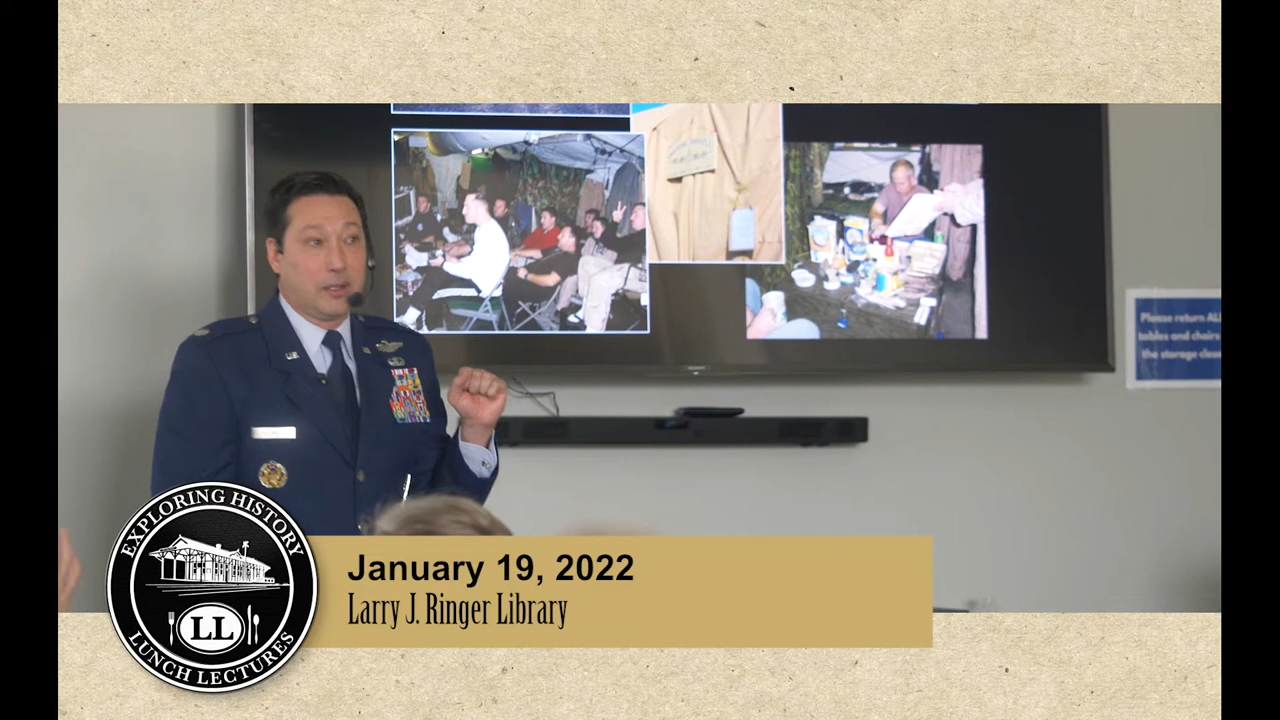 Please return ALL
tables and chairs
the storage close
January 19, 2022
Larry J. Ringer Library
EXPLORING HISTORY
LL
LUNCH LECTURES